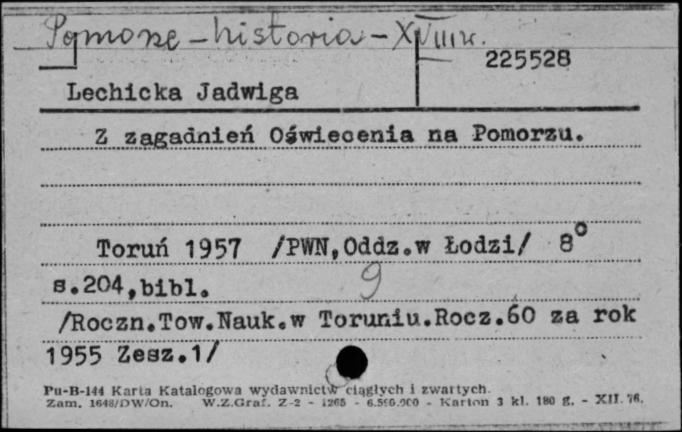 Pomorze - historia - XVIII w.
225528
Lechicka Jadwiga
Z zagadnień Oświecenia na Pomorzu.
Toruń 1957 /PWN,Oddz.w Łodzi/ 8°
s.204,bibl. 9
/Roczn.Tow.Nauk.w Toruniu.Rocz.60 za rok
1955 Zesz.1/
Pu-B-144 Karta Katalogowa wydawnictw ciągłych i zwartych.
Zam. 1648/DW/On. W.Z.Graf. Z-2 - 1265 - 6.500.000 - Karton 3 kl. 180 g. - XII. 76.